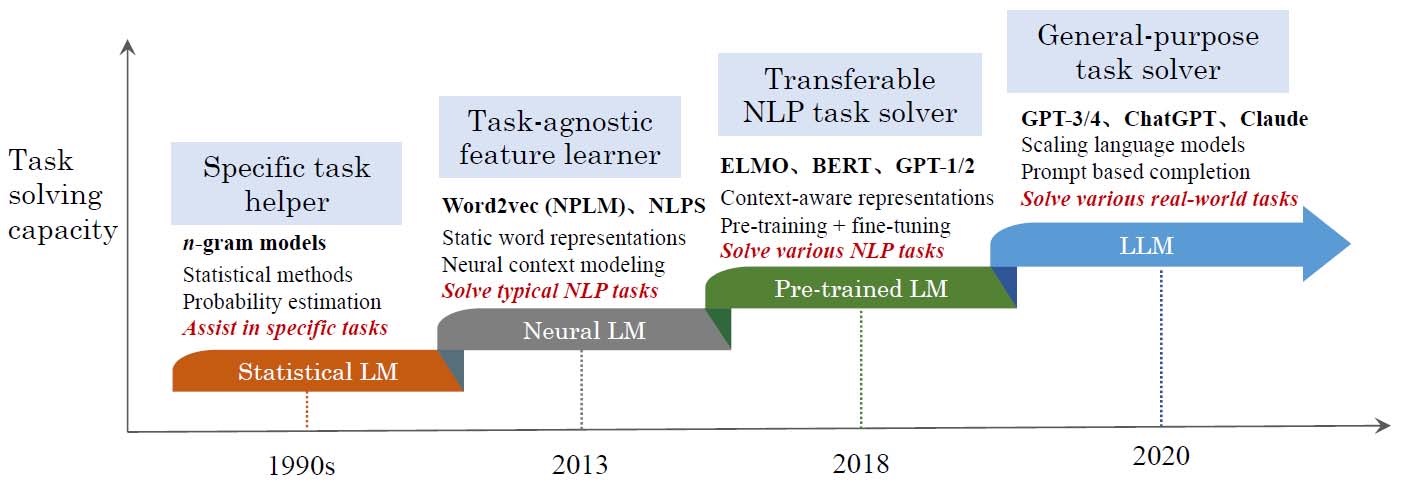 Task
solving
capacity
Specific task
helper
n-gram models
Statistical methods
Probability estimation
Assist in specific tasks
Statistical LM
1990s
Task-agnostic
feature learner
Word2vec (NPLM)、NLPS
Static word representations
Neural context modeling
Solve typical NLP tasks
Neural LM
2013
Transferable
NLP task solver
ELMO、BERT、GPT-1/2
Context-aware representations
Pre-training + fine-tuning
Solve various NLP tasks
Pre-trained LM
2018
General-purpose
task solver
GPT-3/4、ChatGPT、Claude
Scaling language models
Prompt based completion
Solve various real-world tasks
LLM
2020